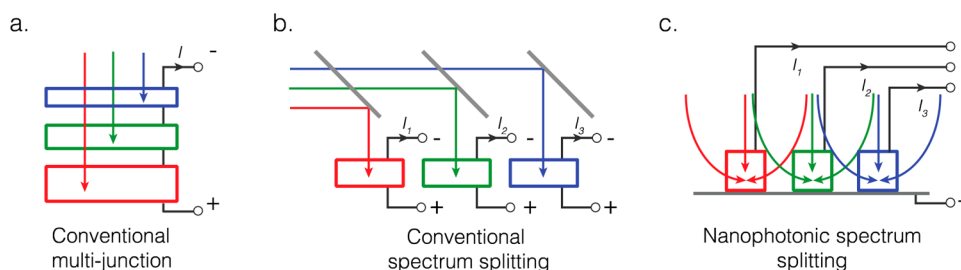 a.
I
-
+
Conventional
multi-junction
b.
I1
-
I2
-
I3
-
+
+
+
Conventional
spectrum splitting
c.
I1
I2
I3
+
Nanophotonic spectrum
splitting